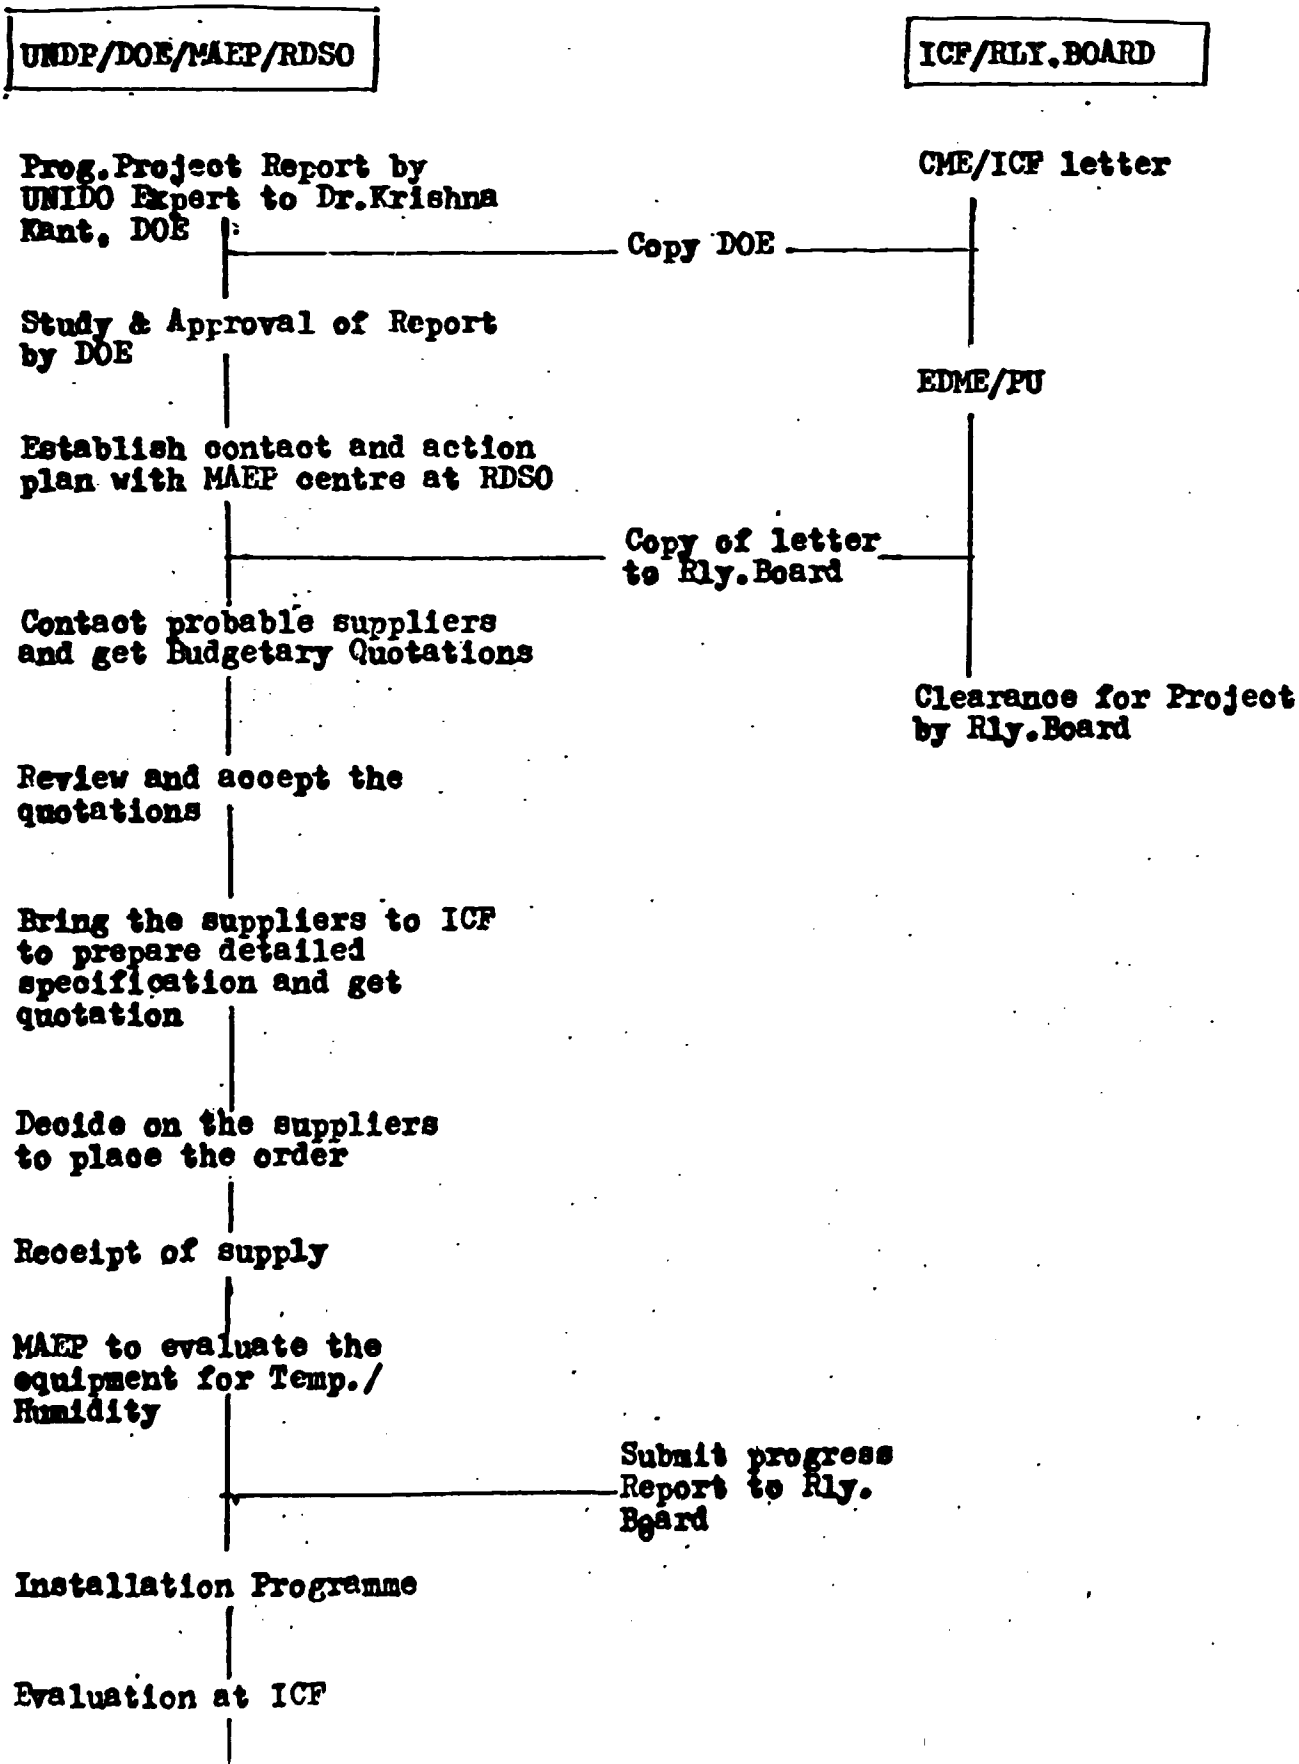 UNDP/DOE/MAEP/RDSO
ICF/RLY.BOARD
Prog.Project Report by
UNIDO Expert to Dr.Krishna
Kant, DOE
CME/ICF letter
Copy DOE
Study & Approval of Report
by DOE
EDME/PU
Establish contact and action
plan with MAEP centre at RDSO
Copy of letter
to Rly.Board
Contact probable suppliers
and get Budgetary Quotations
Clearance for Project
by Rly.Board
Review and accept the
quotations
Bring the suppliers to ICF
to prepare detailed
specification and get
quotation
Decide on the suppliers
to place the order
Receipt of supply
MAEP to evaluate the
equipment for Temp./
Humidity
Submit progress
Report to Rly.
Board
Installation Programme
Evaluation at ICF